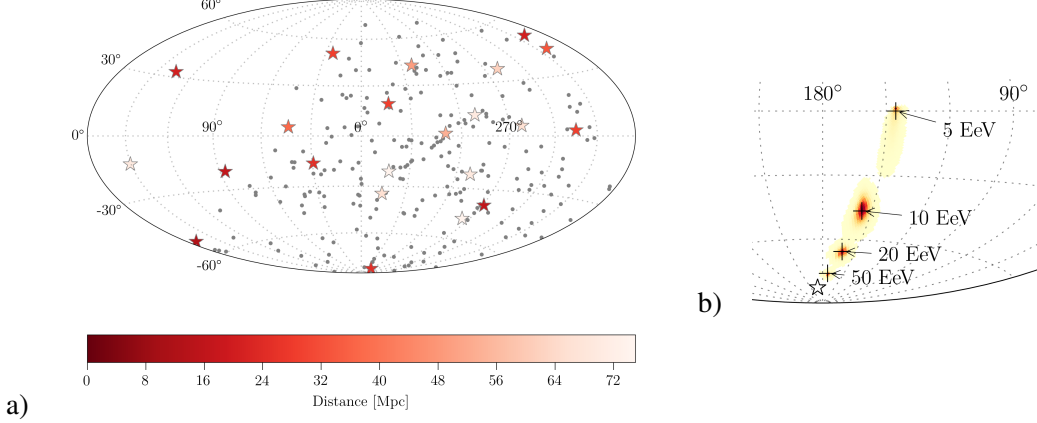 60°
30°
0°
90°
0°
270°
-30°
-60°
0 8 16 24 32 40 48 56 64 72
Distance [Mpc]
a)
180° 90°
5 EeV
10 EeV
20 EeV
50 EeV
b)